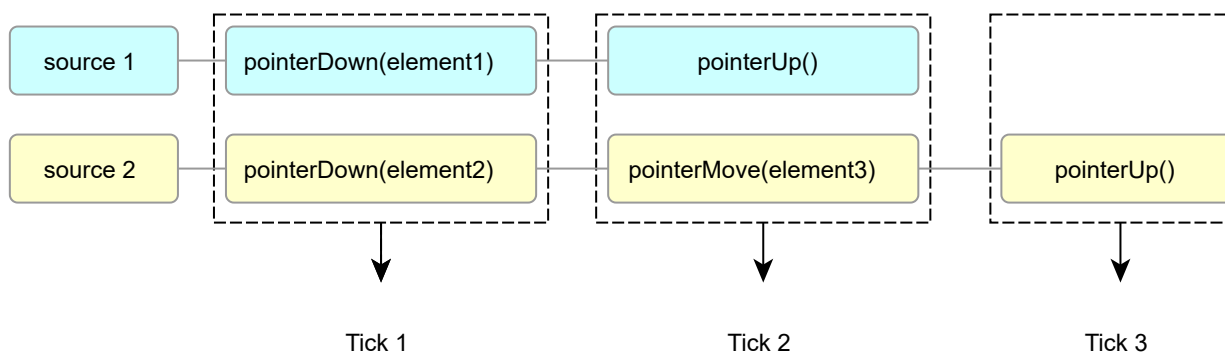 source 1
pointerDown(element1)
pointerUp()
source 2
pointerDown(element2)
pointerMove(element3)
pointerUp()
Tick 1
Tick 2
Tick 3